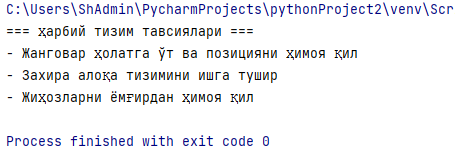 C:\Users\ShAdmin\PycharmProjects\pythonProject2\venv\Scr
=== ҳарбий тизим тавсиялари ===
- Жанговар ҳолатга ўт ва позицияни ҳимоя қил
- Захира алоқа тизимини ишга тушир
- Жиҳозларни ёмғирдан ҳимоя қил
Process finished with exit code 0